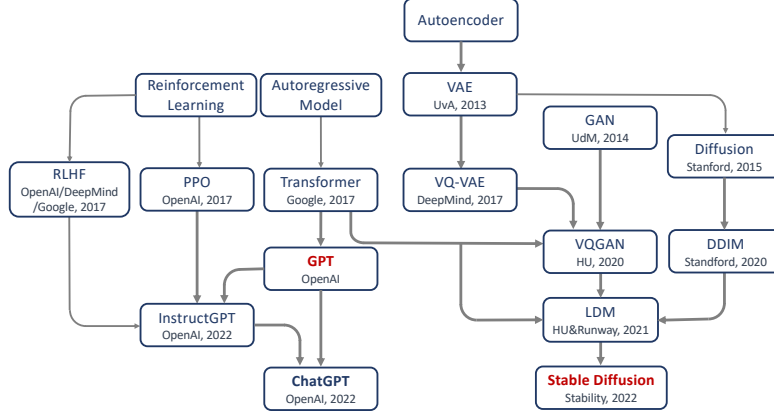 Autoencoder
Reinforcement
Learning
Autoregressive
Model
VAE
UvA, 2013
GAN
UdM, 2014
Diffusion
Stanford, 2015
RLHF
OpenAI/DeepMind
/Google, 2017
PPO
OpenAI, 2017
Transformer
Google, 2017
VQ-VAE
DeepMind, 2017
VQGAN
HU, 2020
DDIM
Standford, 2020
GPT
OpenAI
InstructGPT
OpenAI, 2022
LDM
HU&Runway, 2021
ChatGPT
OpenAI, 2022
Stable Diffusion
Stability, 2022